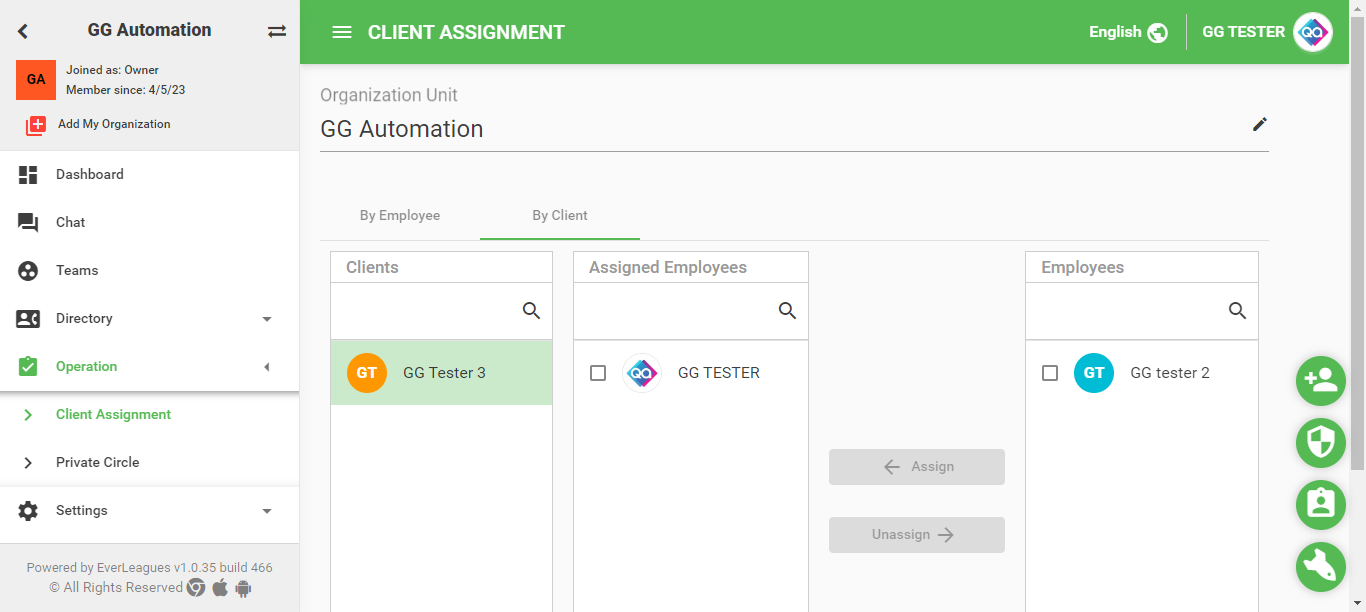 GG Automation
GA
Joined as: Owner
Member since: 4/5/23
Add My Organization
Dashboard
Chat
Teams
Directory
Operation
Client Assignment
Private Circle
Settings
Powered by EverLeagues v1.0.35 build 466
© All Rights Reserved
CLIENT ASSIGNMENT
English
GG TESTER
QA
Organization Unit
GG Automation
By Employee
By Client
Clients
GT
GG Tester 3
Assigned Employees
QA
GG TESTER
Assign
Unassign
Employees
GT
GG tester 2